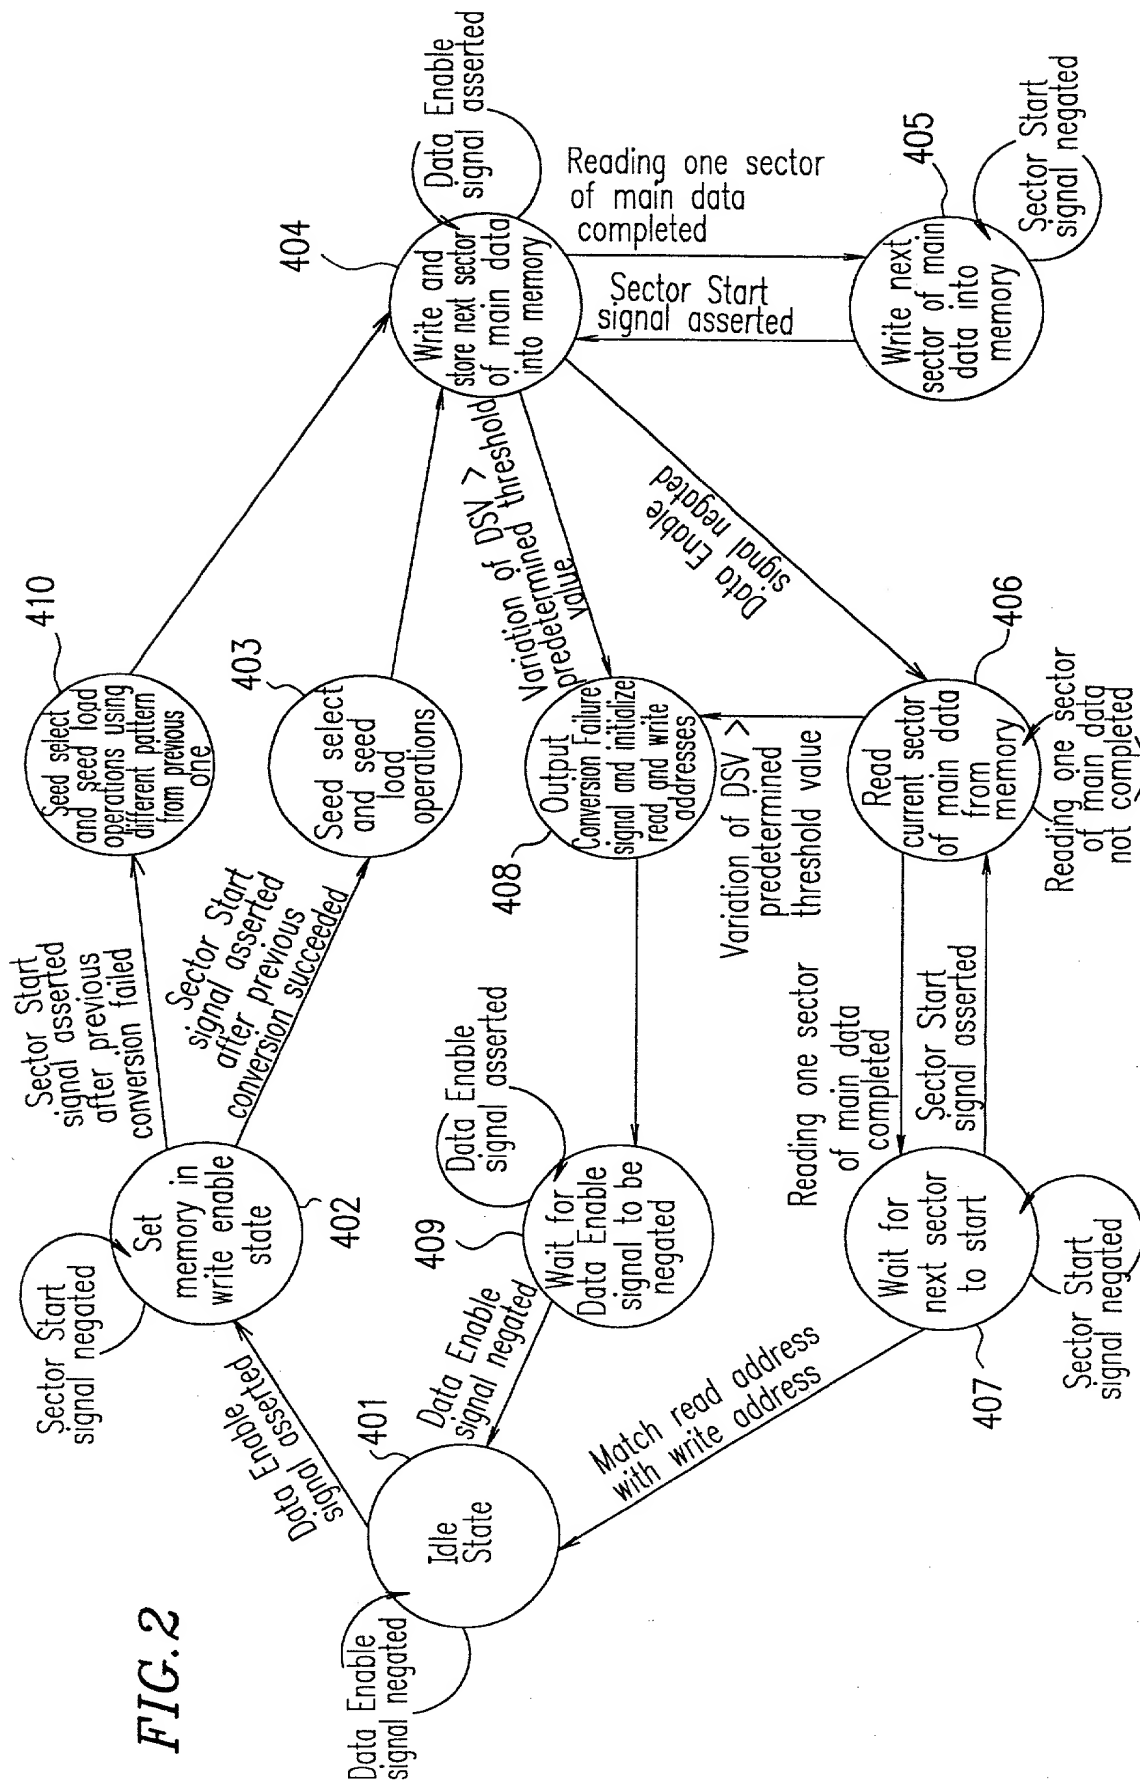 FIG.2
Data Enable
signal negated
Idle
State
401
Data Enable
signal asserted
Sector Start
signal negated
Set
memory in
write enable
state
402
Sector Start
signal asserted
after previous
conversion failed
Sector Start
signal asserted
after previous
conversion succeeded
410
Seed select
and seed load
operations using
different pattern
from previous
one
403
Seed select
and seed
load
operations
404
Write and
store next sector
of main data
into memory
Data Enable
signal asserted
Reading one sector
of main data
completed
Sector Start
signal asserted
405
Write next
sector of main
data into
memory
Sector Start
signal negated
Variation of DSV >
predetermined threshold
value
Data Enable
signal negated
408
Output
Conversion Failure
signal and initialize
read and write
addresses
409
Wait for
Data Enable
signal to be
negated
Data Enable
signal asserted
Data Enable
signal negated
Variation of DSV >
predetermined
threshold value
406
Read
current sector
of main data
from
memory
Reading one sector
of main data
not completed
Reading one sector
of main data
completed
Sector Start
signal asserted
407
Wait for
next sector
to start
Sector Start
signal negated
Match read address
with write address